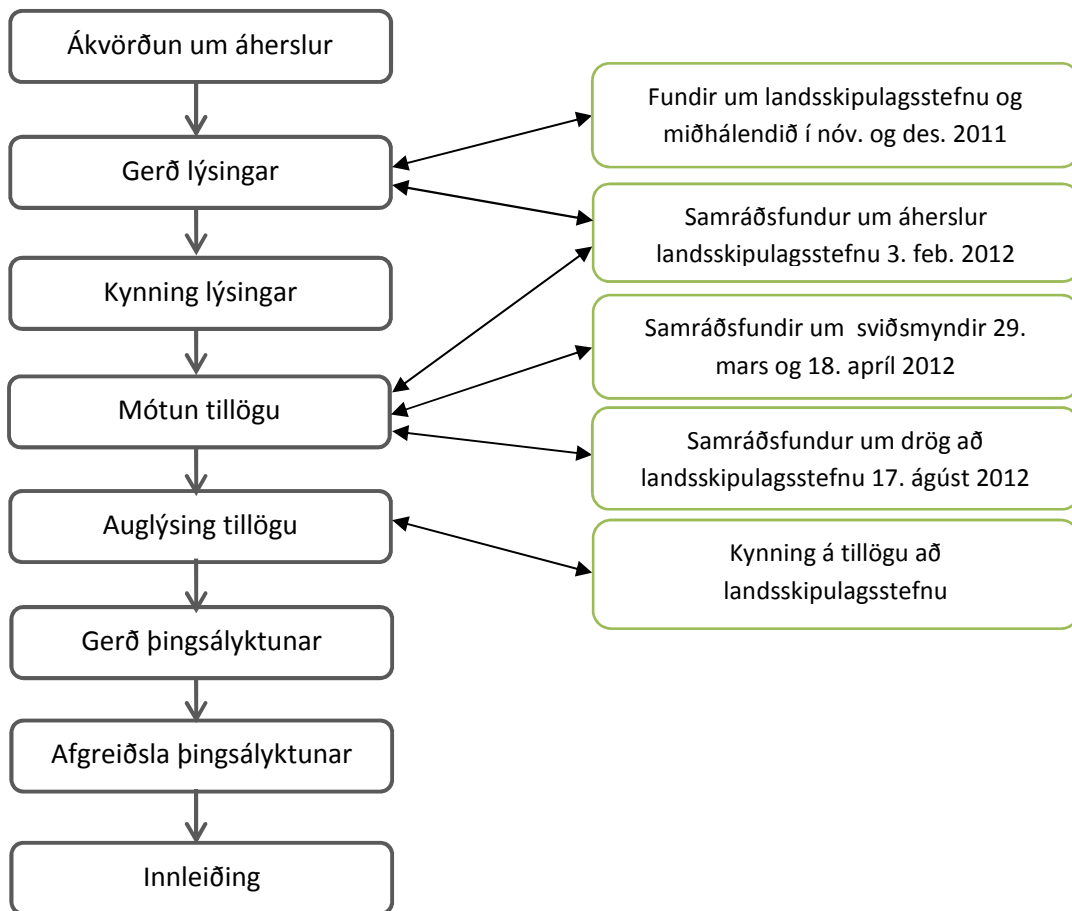 Ákvörðun um áherslur
Gerð lýsingar
Kynning lýsingar
Mótun tillögu
Auglýsing tillögu
Gerð þingsályktunar
Afgreiðsla þingsályktunar
Innleiðing
Fundir um landsskipulagsstefnu og
miðhálendið í nóv. og des. 2011
Samráðsfundur um áherslur
landsskipulagsstefnu 3. feb. 2012
Samráðsfundir um sviðsmyndir 29.
mars og 18. apríl 2012
Samráðsfundur um drög að
landsskipulagsstefnu 17. ágúst 2012
Kynning á tillögu að
landsskipulagsstefnu